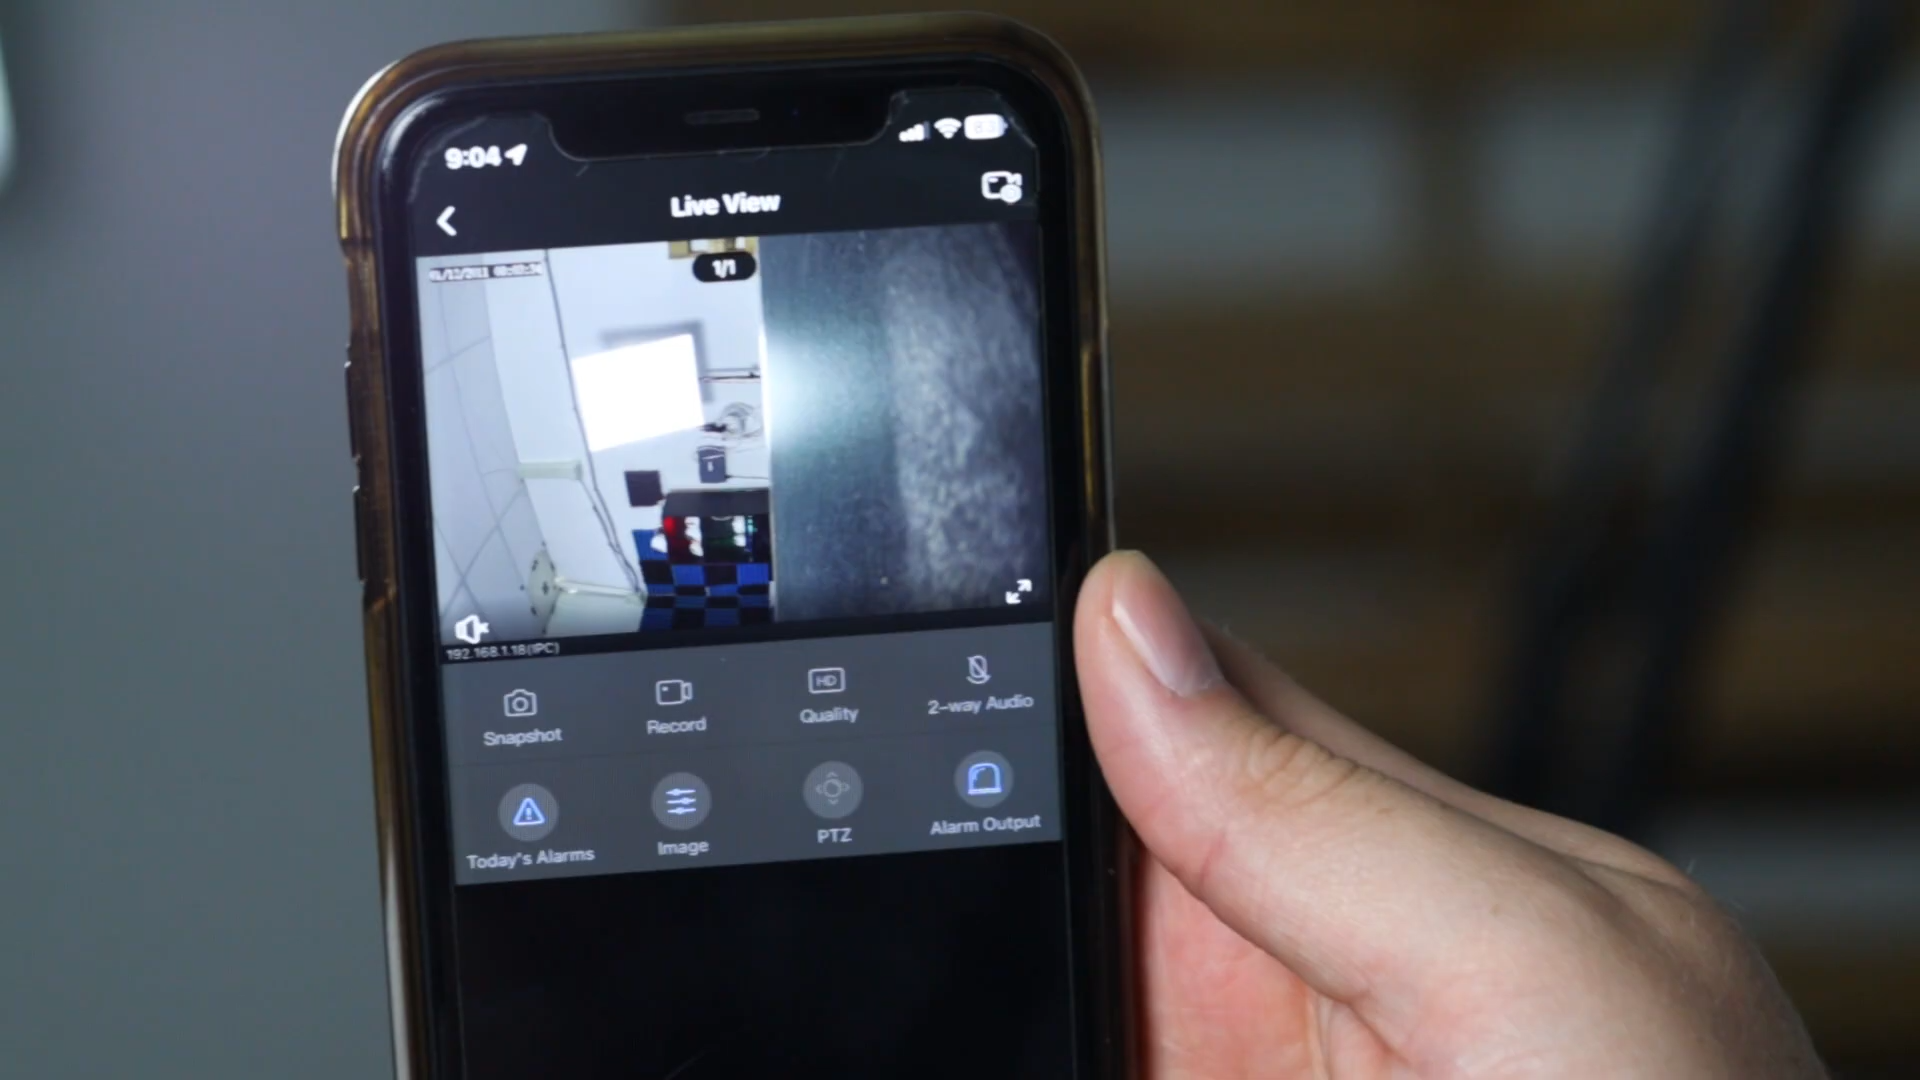 9:04
Live View
1/1
192.168.1.18(IPC)
HD
Snapshot
Record
Quality
2-way Audio
Today's Alarms
Image
PTZ
Alarm Output